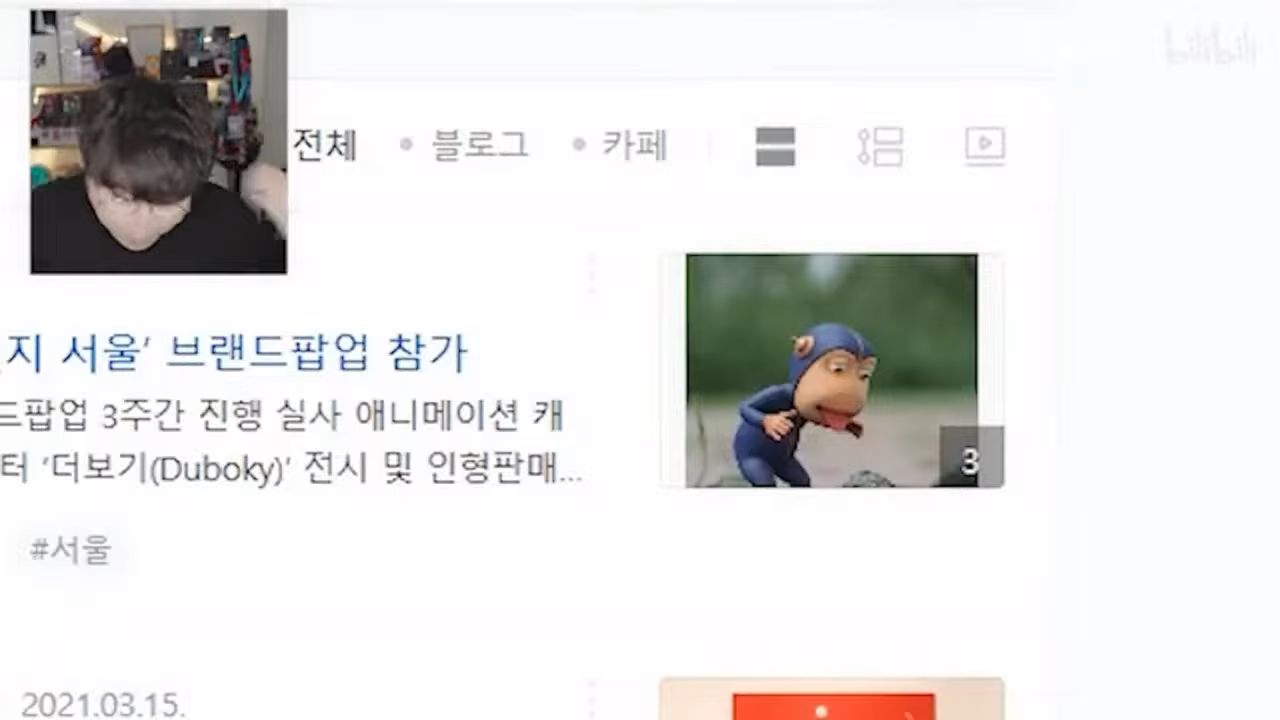 bilibili
전체 • 블로그 • 카페
지 서울’ 브랜드팝업 참가
드팝업 3주간 진행 실사 애니메이션 캐
터 ‘더보기(Duboky)’ 전시 및 인형판매...
3
#서울
2021.03.15.